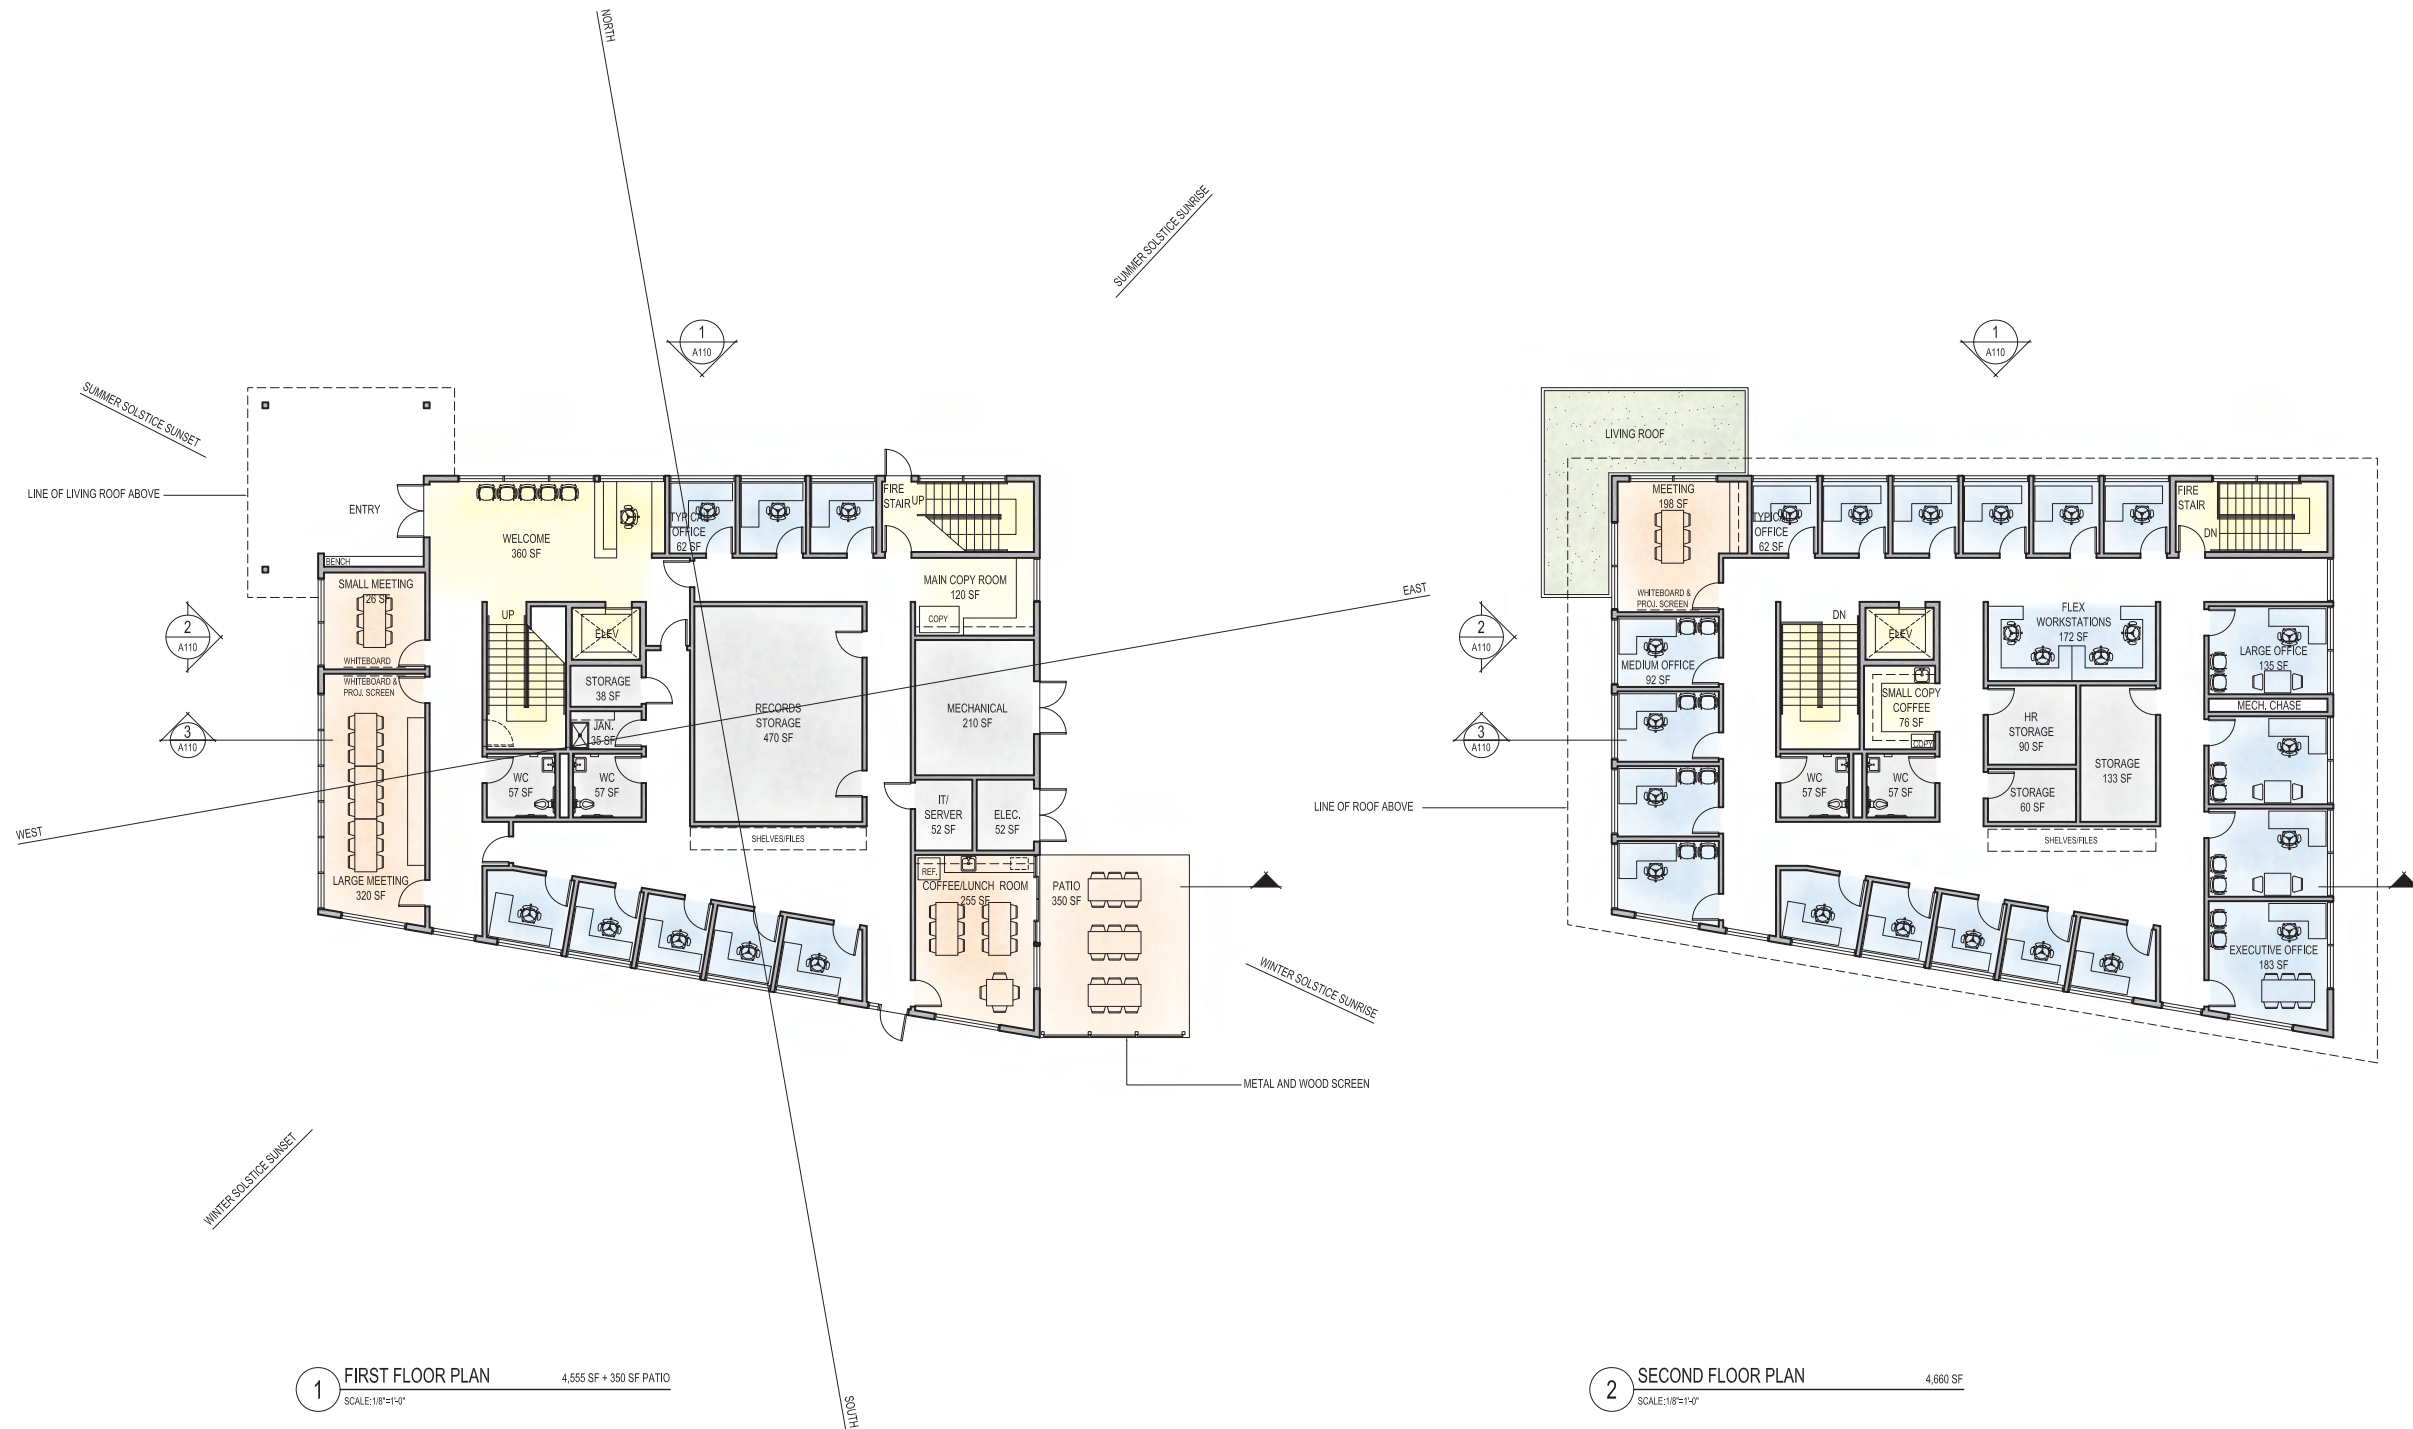 NORTH
SUMMER SOLSTICE SUNRISE
1
A110
SUMMER SOLSTICE SUNSET
LINE OF LIVING ROOF ABOVE
ENTRY
WELCOME
360 SF
TYPICAL
OFFICE
62 SF
FIRE
STAIR
UP
BENCH
SMALL MEETING
126 SF
WHITEBOARD
UP
ELEV
MAIN COPY ROOM
120 SF
COPY
EAST
2
A110
WHITEBOARD &
PROJ. SCREEN
STORAGE
38 SF
JAN.
35 SF
RECORDS
STORAGE
470 SF
MECHANICAL
210 SF
3
A110
WC
57 SF
WC
57 SF
IT/
SERVER
52 SF
ELEC.
52 SF
WEST
SHELVES/FILES
LARGE MEETING
320 SF
REF.
COFFEE/LUNCH ROOM
255 SF
PATIO
350 SF
WINTER SOLSTICE SUNRISE
METAL AND WOOD SCREEN
WINTER SOLSTICE SUNSET
SOUTH
1
FIRST FLOOR PLAN
4,555 SF + 350 SF PATIO
SCALE:1/8"=1'-0"
1
A110
LIVING ROOF
MEETING
198 SF
WHITEBOARD &
PROJ. SCREEN
TYPICAL
OFFICE
62 SF
FIRE
STAIR
DN
2
A110
MEDIUM OFFICE
92 SF
DN
ELEV
FLEX
WORKSTATIONS
172 SF
LARGE OFFICE
135 SF
MECH. CHASE
SMALL COPY
COFFEE
76 SF
COPY
HR
STORAGE
90 SF
STORAGE
133 SF
3
A110
WC
57 SF
WC
57 SF
STORAGE
60 SF
LINE OF ROOF ABOVE
SHELVES/FILES
EXECUTIVE OFFICE
183 SF
2
SECOND FLOOR PLAN
4,660 SF
SCALE:1/8"=1'-0"